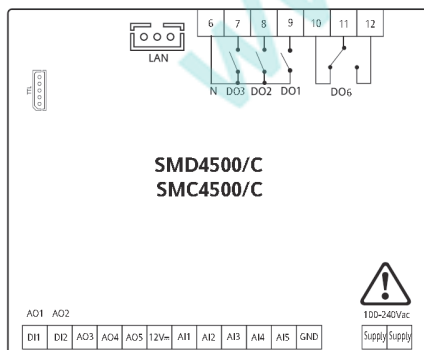 6 7 8 9 10 11 12
LAN
N DO3 DO2 DO1 DO6
TTL
SMD4500/C
SMC4500/C
AO1 AO2
100-240Vac
DI1 DI2 AO3 AO4 AO5 12V= AI1 AI2 AI3 AI4 AI5 GND Supply Supply